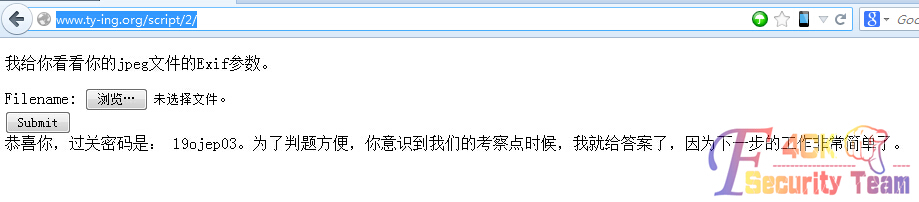 www.ty-ing.org/script/2/
Goo
我给你看看你的jpeg文件的Exif参数。
Filename: 浏览… 未选择文件。
Submit
恭喜你，过关密码是： 19ojep03。为了判题方便，你意识到我们的考察点时候，我就给答案了，因为下一步的工作非常简单了。
F4ck
Security Team